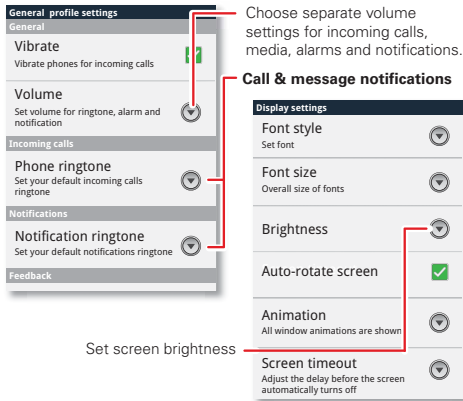 General  profile settings
General
Vibrate
Vibrate phones for incoming calls
Volume
Set volume for ringtone, alarm and
notification
Incoming calls
Phone ringtone
Set your default incoming calls
ringtone
Notifications
Notification ringtone
Set your default notifications ringtone
Feedback
Choose separate volume
settings for incoming calls,
media, alarms and notifications.
Call & message notifications
Display settings
Font style
Set font
Font size
Overall size of fonts
Brightness
Auto-rotate screen
Animation
All window animations are shown
Screen timeout
Adjust the delay before the screen
automatically turns off
Set screen brightness